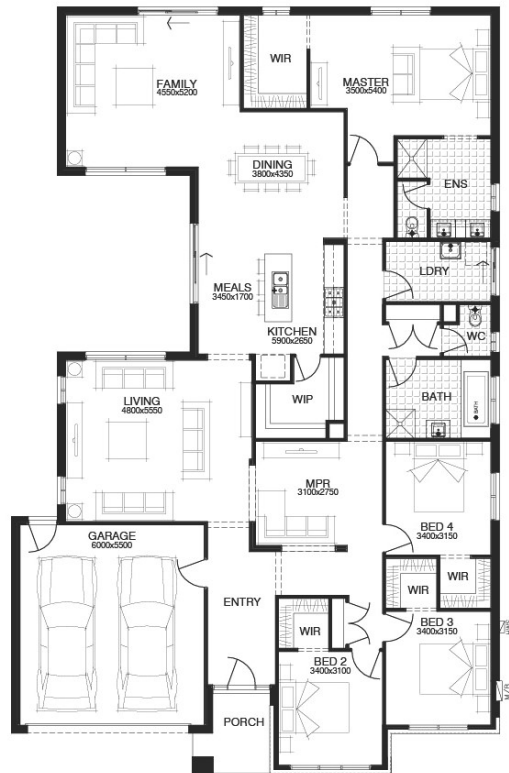 FAMILY
4550x5200
WIR
MASTER
3500x5400
DINING
3800x4350
ENS
LDRY
MEALS
3450x1700
KITCHEN
5900x2650
WC
LIVING
4800x5550
WIP
BATH
BATH
MPR
3100x2750
BED 4
3400x3150
GARAGE
6000x5500
WIR
WIR
ENTRY
WIR
BED 3
3400x3150
BED 2
3400x3100
PORCH